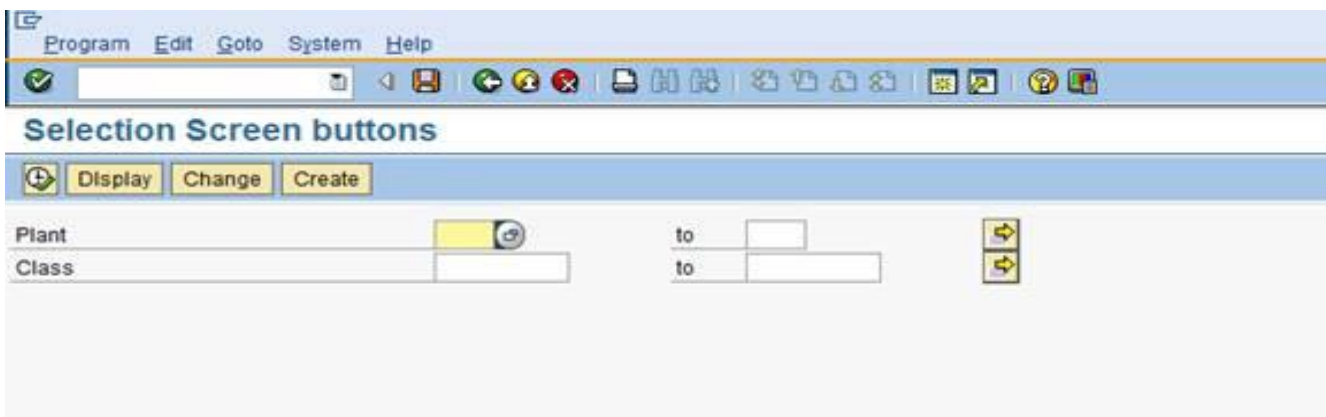 Program Edit Goto System Help
Selection Screen buttons
DIsplay Change Create
Plant to
Class to